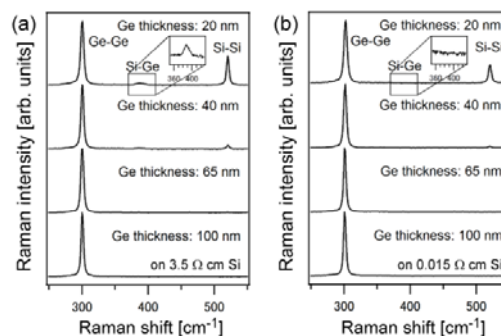 (a)
Ge thickness: 20 nm
Ge-Ge
Si-Ge
360 400
Si-Si
Ge thickness: 40 nm
Ge thickness: 65 nm
Ge thickness: 100 nm
on 3.5 Ω cm Si
Raman intensity [arb. units]
300 400 500
Raman shift [cm-1]
(b)
Ge thickness: 20 nm
Ge-Ge
Si-Ge
360 400
Si-Si
Ge thickness: 40 nm
Ge thickness: 65 nm
Ge thickness: 100 nm
on 0.015 Ω cm Si
Raman intensity [arb. units]
300 400 500
Raman shift [cm-1]